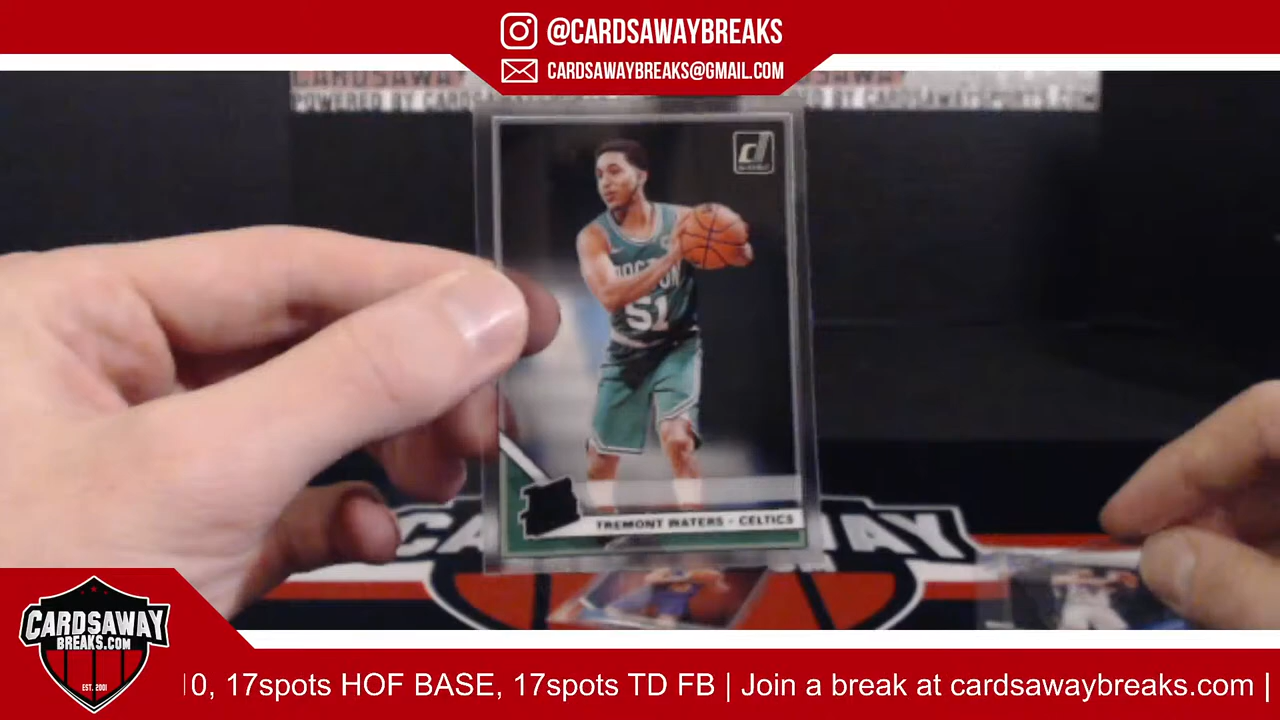 @CARDSAWAYBREAKS
CARDSAWAYBREAKS@GMAIL.COM
d
BOSTON
51
TREMONT WATERS - CELTICS
CARDSAWAY
BREAKS.COM
EST. 2001
0, 17spots HOF BASE, 17spots TD FB | Join a break at cardsawaybreaks.com |